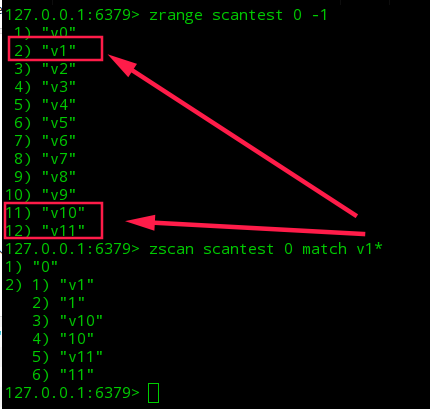 127.0.0.1:6379> zrange scantest 0 -1
1) "v0"
2) "v1"
3) "v2"
4) "v3"
5) "v4"
6) "v5"
7) "v6"
8) "v7"
9) "v8"
10) "v9"
11) "v10"
12) "v11"
127.0.0.1:6379> zscan scantest 0 match v1*
1) "0"
2) 1) "v1"
2) "1"
3) "v10"
4) "10"
5) "v11"
6) "11"
127.0.0.1:6379>